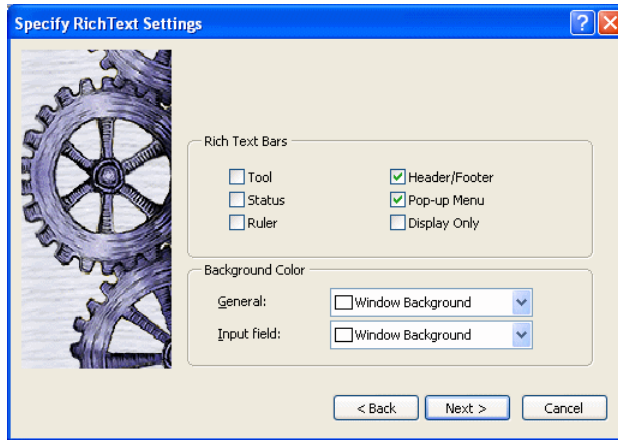 Specify RichText Settings
Rich Text Bars
Tool
Header/Footer
Status
Pop-up Menu
Ruler
Display Only
Background Color
General:
Window Background
Input field:
Window Background
< Back
Next >
Cancel